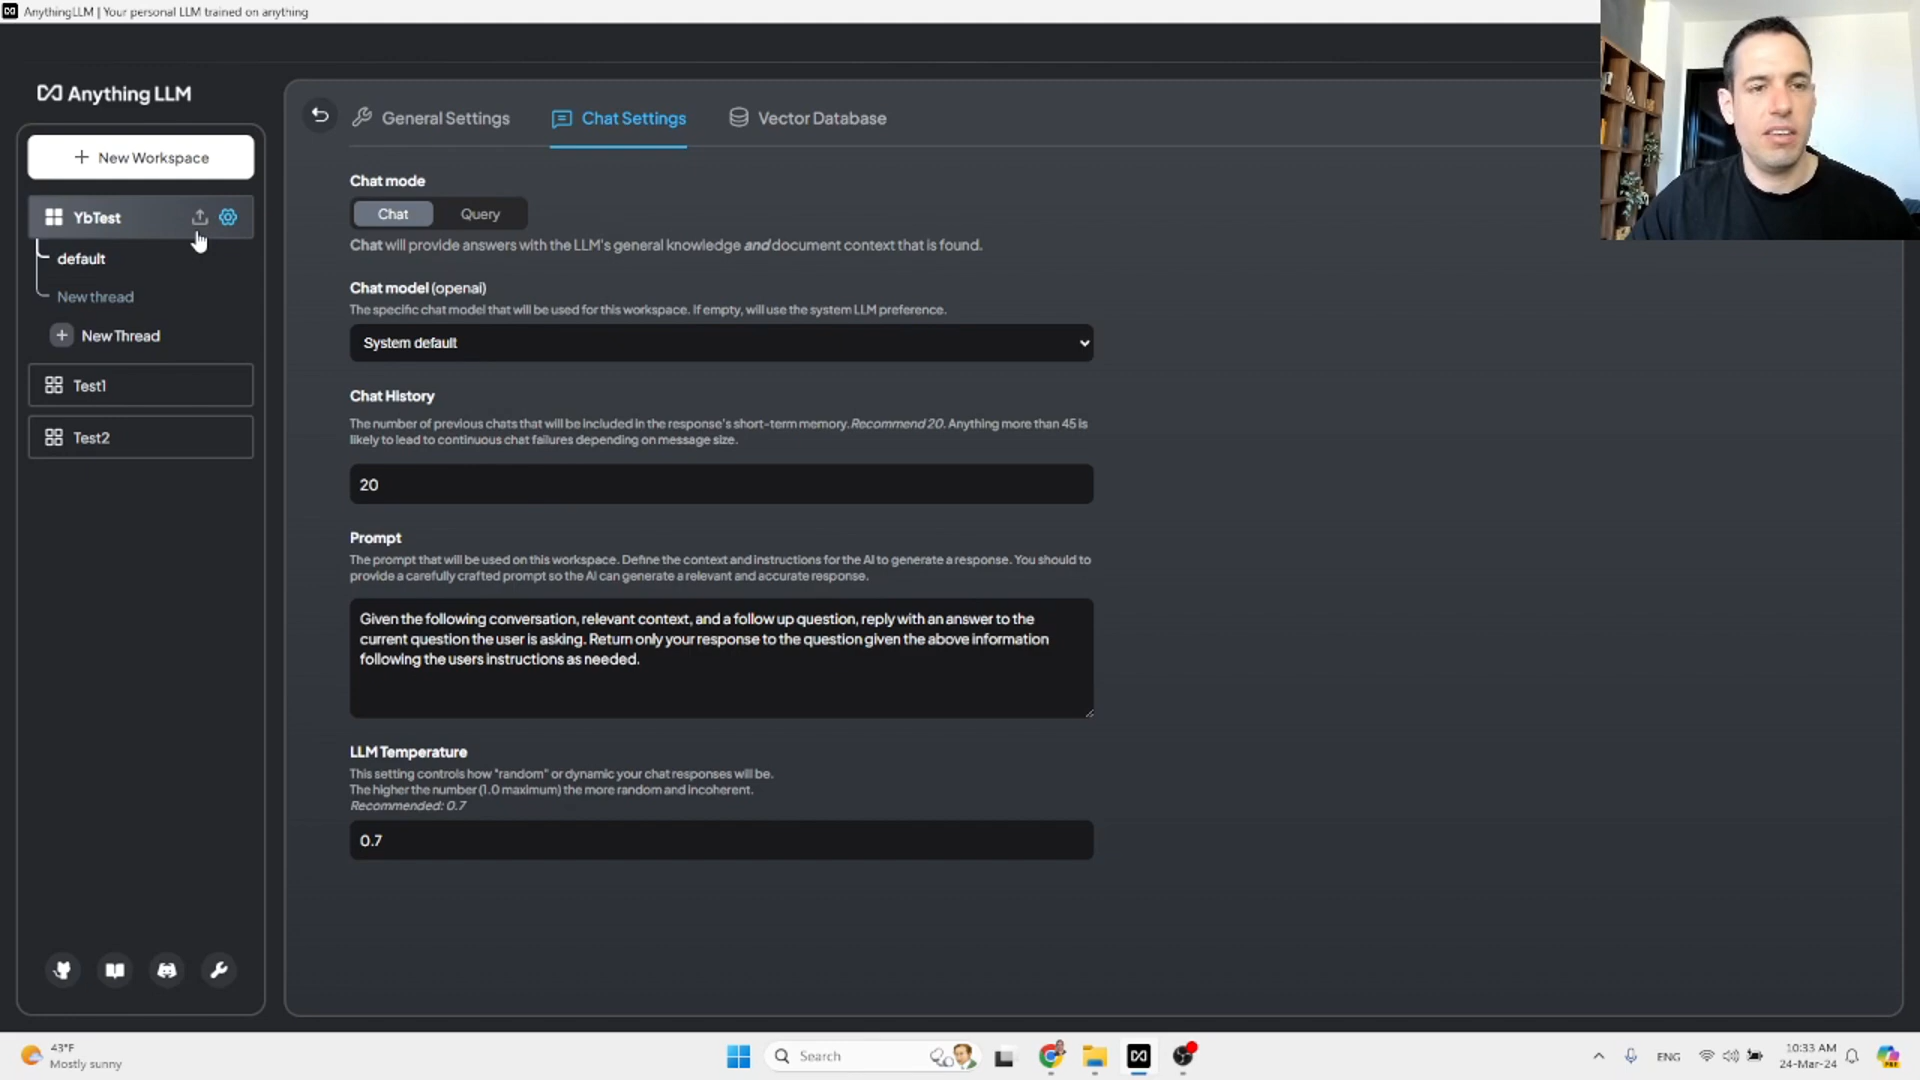 AnythingLLM | Your personal LLM trained on anything
Anything LLM
New Workspace
YbTest
default
New thread
New Thread
Test1
Test2
General Settings
Chat Settings
Vector Database
Chat mode
Chat
Query
Chat will provide answers with the LLM's general knowledge and document context that is found.
Chat model (openai)
The specific chat model that will be used for this workspace. If empty, will use the system LLM preference.
System default
Chat History
The number of previous chats that will be included in the response's short-term memory. Recommend 20. Anything more than 45 is
likely to lead to continuous chat failures depending on message size.
20
Prompt
The prompt that will be used on this workspace. Define the context and instructions for the AI to generate a response. You should to
provide a carefully crafted prompt so the AI can generate a relevant and accurate response.
Given the following conversation, relevant context, and a follow up question, reply with an answer to the
current question the user is asking. Return only your response to the question given the above information
following the users instructions as needed.
LLM Temperature
This setting controls how "random" or dynamic your chat responses will be.
The higher the number (1.0 maximum) the more random and incoherent.
Recommended: 0.7
0.7
43°F
Mostly sunny
Search
ENG
10:33 AM
24-Mar-24
PRE